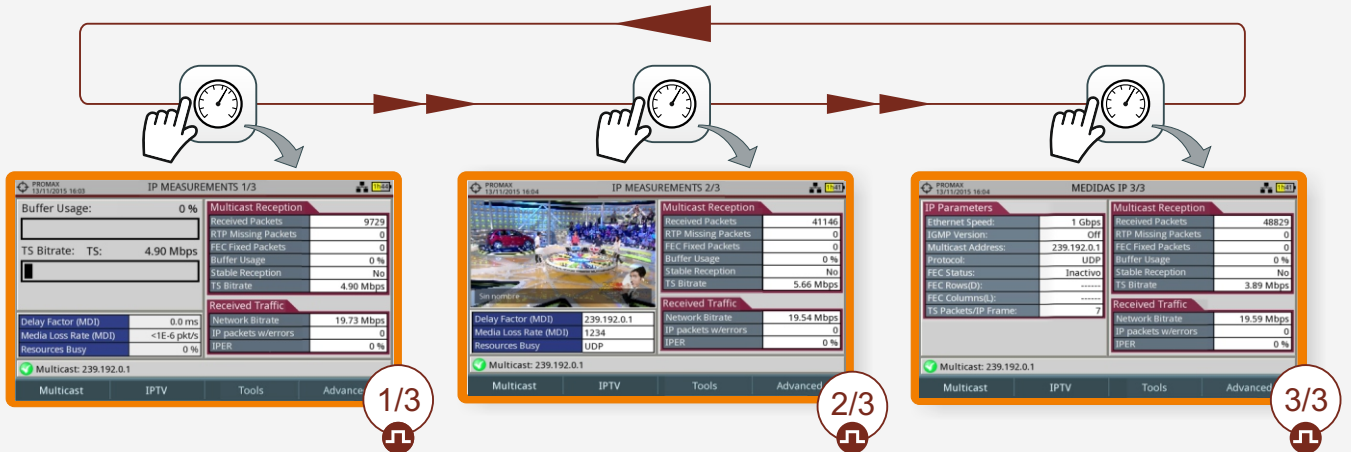 PROMAX
13/11/2015 16:03
IP MEASUREMENTS 1/3
1h44
Buffer Usage: 0 %
TS Bitrate: TS: 4.90 Mbps
Delay Factor (MDI) 0.0 ms
Media Loss Rate (MDI) <1E-6 pkt/s
Resources Busy 0 %
Multicast Reception
Received Packets 9729
RTP Missing Packets 0
FEC Fixed Packets 0
Buffer Usage 0 %
Stable Reception No
TS Bitrate 4.90 Mbps
Received Traffic
Network Bitrate 19.73 Mbps
IP packets w/errors 0
IPER 0 %
Multicast: 239.192.0.1
Multicast IPTV Tools Advance
1/3
PROMAX
13/11/2015 16:04
IP MEASUREMENTS 2/3
1h41
Sin nombre
Delay Factor (MDI) 239.192.0.1
Media Loss Rate (MDI) 1234
Resources Busy UDP
Multicast Reception
Received Packets 41146
RTP Missing Packets 0
FEC Fixed Packets 0
Buffer Usage 0 %
Stable Reception No
TS Bitrate 5.66 Mbps
Received Traffic
Network Bitrate 19.54 Mbps
IP packets w/errors 0
IPER 0 %
Multicast: 239.192.0.1
Multicast IPTV Tools Advanced
2/3
PROMAX
13/11/2015 16:04
MEDIDAS IP 3/3
1h41
IP Parameters
Ethernet Speed: 1 Gbps
IGMP Version: Off
Multicast Address: 239.192.0.1
Protocol: UDP
FEC Status: Inactivo
FEC Rows(D): ------
FEC Columns(L): ------
TS Packets/IP Frame: 7
Multicast Reception
Received Packets 48829
RTP Missing Packets 0
FEC Fixed Packets 0
Buffer Usage 0 %
Stable Reception No
TS Bitrate 3.89 Mbps
Received Traffic
Network Bitrate 19.59 Mbps
IP packets w/errors 0
IPER 0 %
Multicast: 239.192.0.1
Multicast IPTV Tools Advanced
3/3